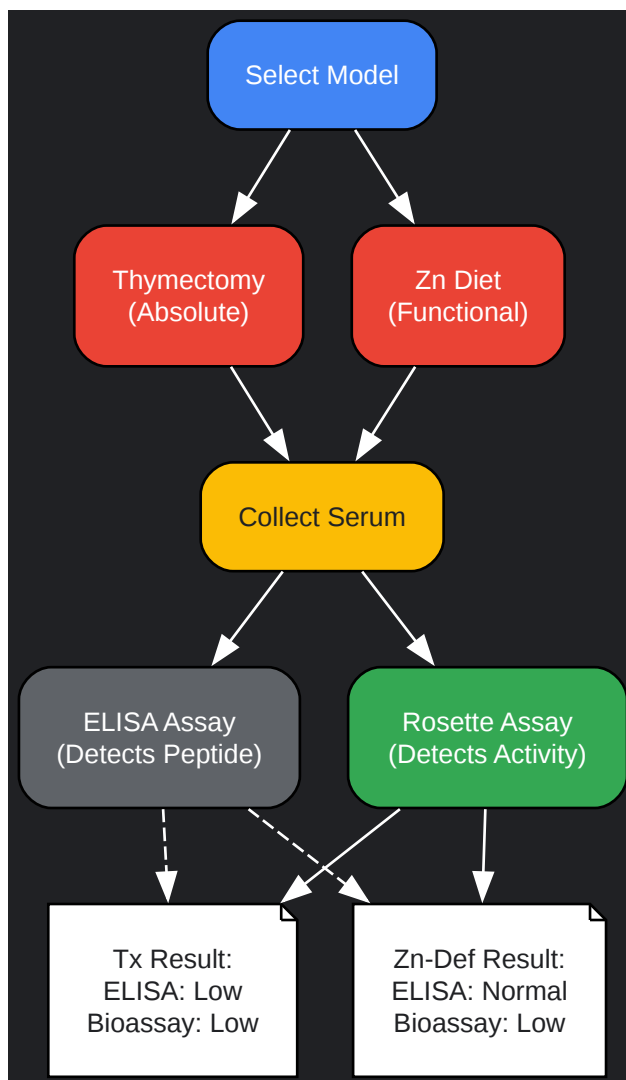 Select Model
Thymectomy
(Absolute)
Zn Diet
(Functional)
Collect Serum
ELISA Assay
(Detects Peptide)
Rosette Assay
(Detects Activity)
Tx Result:
ELISA: Low
Bioassay: Low
Zn-Def Result:
ELISA: Normal
Bioassay: Low